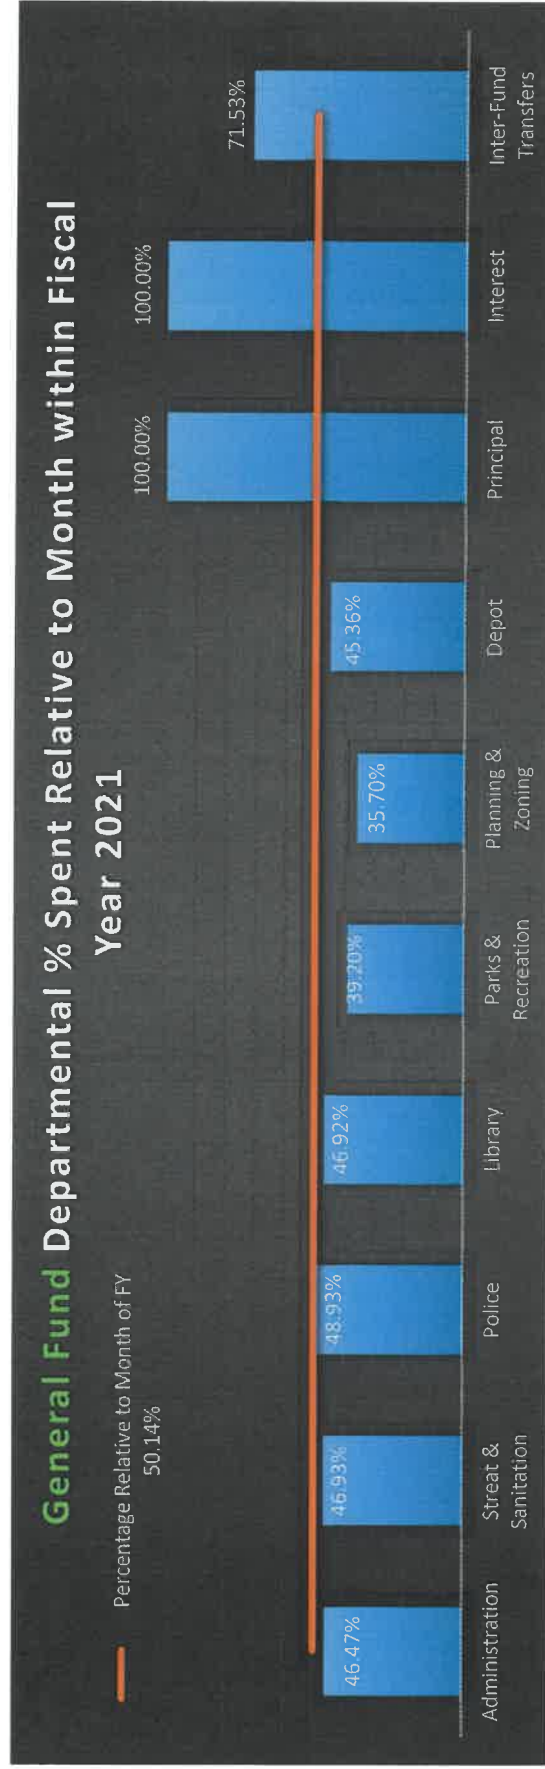 General Fund Departmental % Spent Relative to Month within Fiscal
Year 2021
Percentage Relative to Month of FY
50.14%
46.47%
46.93%
48.93%
46.92%
39.20%
35.70%
45.36%
100.00%
100.00%
71.53%
Administration
Streat &
Sanitation
Police
Library
Parks &
Recreation
Planning &
Zoning
Depot
Principal
Interest
Inter-Fund
Transfers